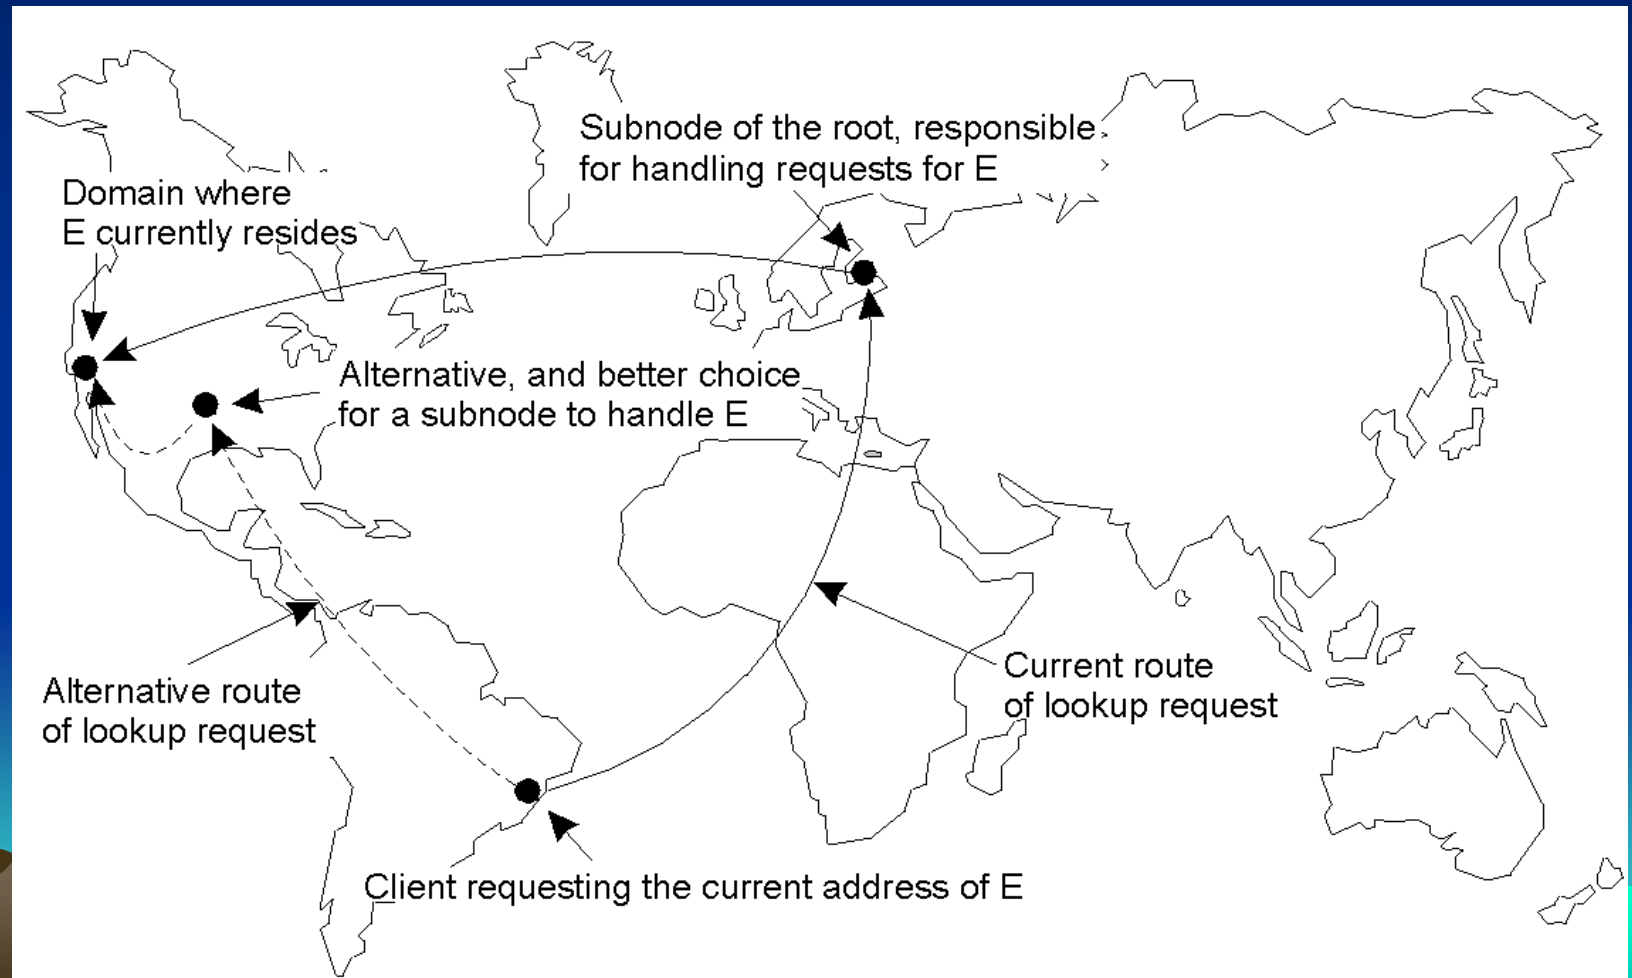 Subnode of the root, responsible
for handling requests for E
Domain where
E currently resides
Alternative, and better choice
for a subnode to handle E
Current route
of lookup request
Alternative route
of lookup request
Client requesting the current address of E